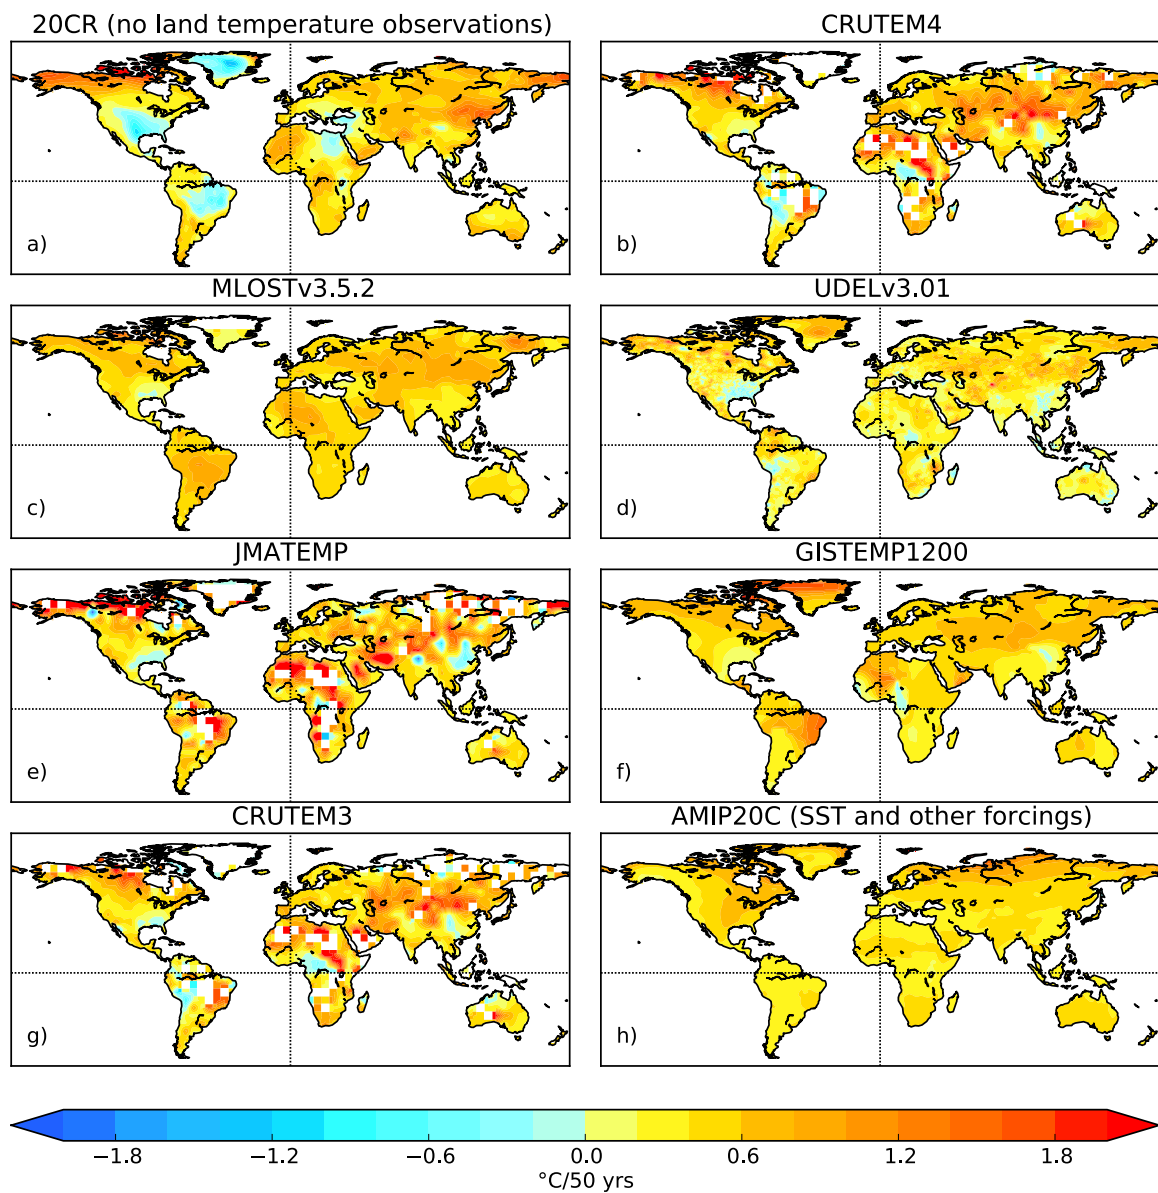 20CR (no land temperature observations)
CRUTEM4
a)
b)
MLOSTv3.5.2
UDELv3.01
c)
d)
JMATEMP
GISTEMP1200
e)
f)
CRUTEM3
AMIP20C (SST and other forcings)
g)
h)
−1.8 −1.2 −0.6 0.0 0.6 1.2 1.8
°C/50 yrs